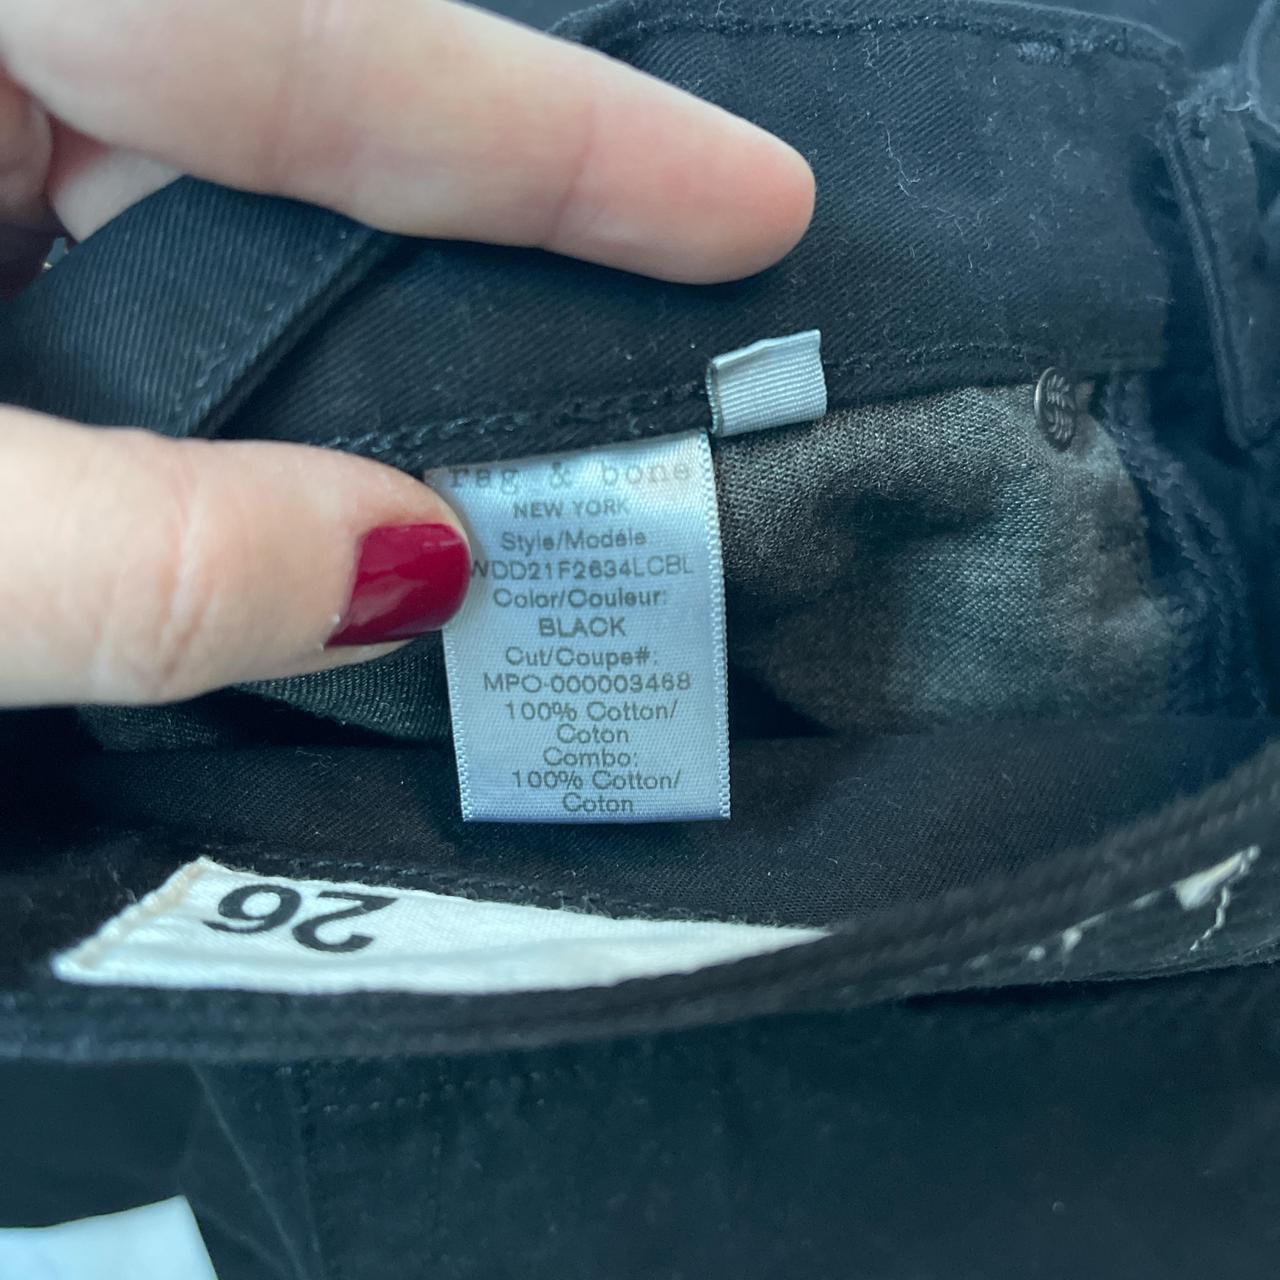 rag & bone
NEW YORK
Style/Modéle
WDD21F2634LCBL
Color/Couleur:
BLACK
Cut/Coupe#:
MPO-000003468
100% Cotton/
Coton
Combo:
100% Cotton/
Coton
26